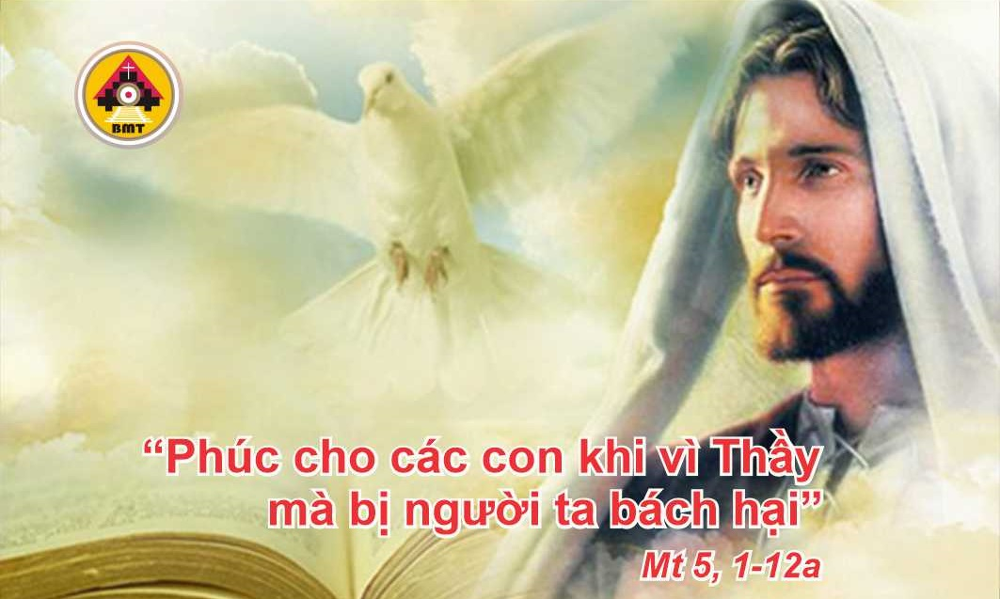 BMT
“Phúc cho các con khi vì Thầy
mà bị người ta bách hại”
Mt 5, 1-12a